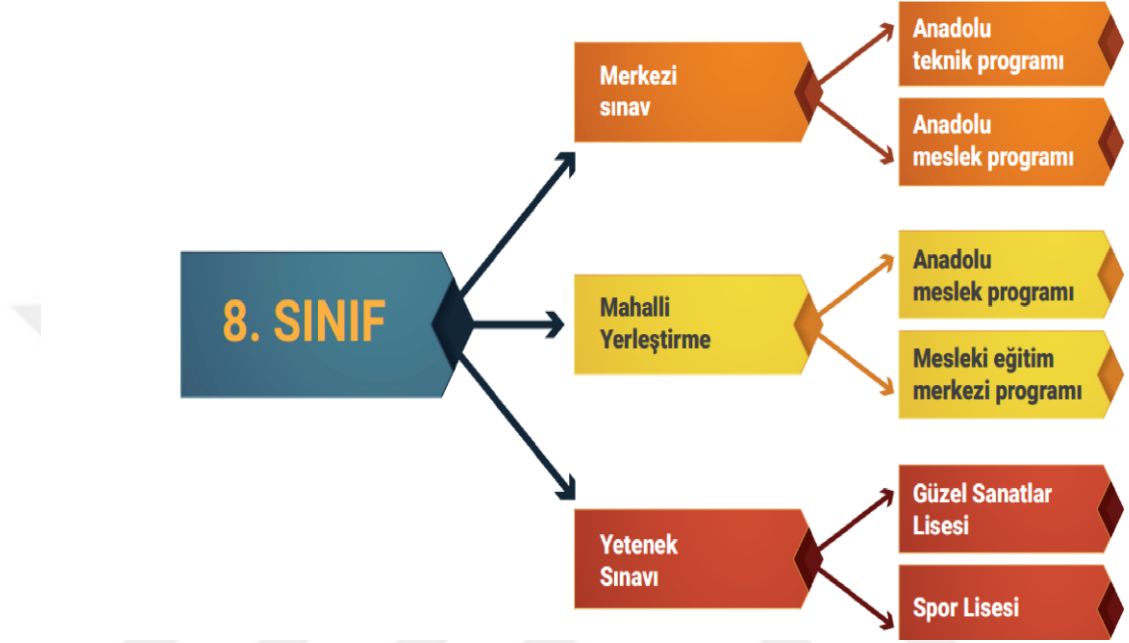 8. SINIF
Merkezi
sınav
Anadolu
teknik programı
Anadolu
meslek programı
Mahalli
Yerleştirme
Anadolu
meslek programı
Mesleki eğitim
merkezi programı
Yetenek
Sınavı
Güzel Sanatlar
Lisesi
Spor Lisesi